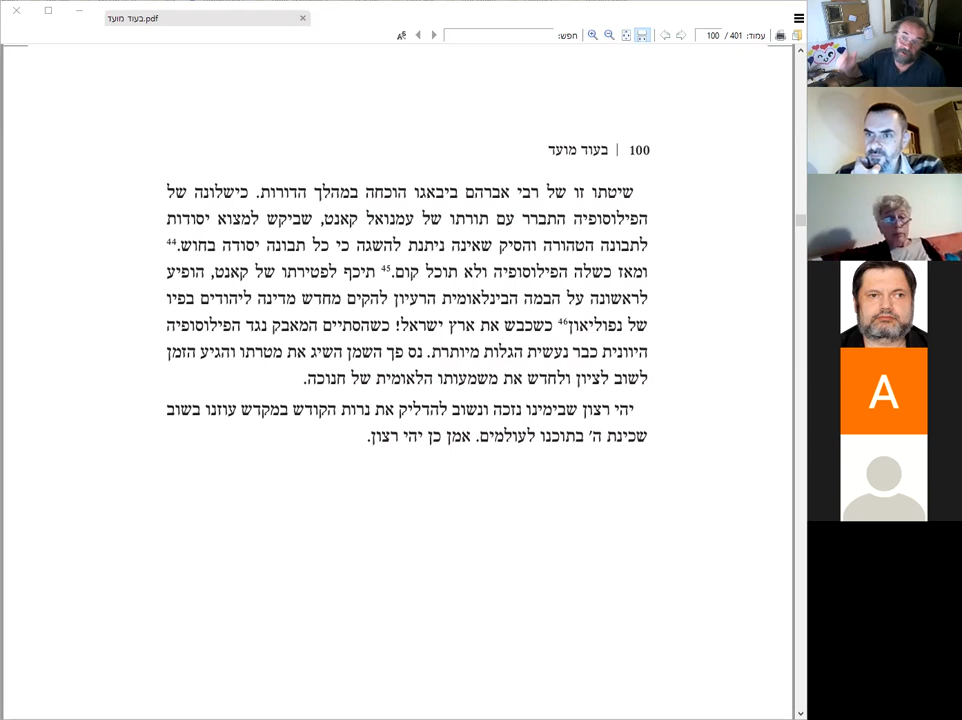 בעוד מועד.pdf
עמוד: 401 / 100
חפש:
100 | בעוד מועד
שיטתו זו של רבי אברהם ביבאגו הוכחה במהלך הדורות. כישלונה של
הפילוסופיה התברר עם תורתו של עמנואל קאנט, שביקש למצוא יסודות
לתבונה הטהורה והסיק שאינה ניתנת להשגה כי כל תבונה יסודה בחוש.⁴⁴
ומאז כשלה הפילוסופיה ולא תוכל קום.⁴⁵ תיכף לפטירתו של קאנט, הופיע
לראשונה על הבמה הבינלאומית הרעיון להקים מחדש מדינה ליהודים בפיו
של נפוליאון⁴⁶ כשכבש את ארץ ישראל! כשהסתיים המאבק נגד הפילוסופיה
היוונית כבר נעשית הגלות מיותרת. נס פך השמן השיג את מטרתו והגיע הזמן
לשוב לציון ולחדש את משמעותו הלאומית של חנוכה.
יהי רצון שבימינו נזכה ונשוב להדליק את נרות הקודש במקדש עוזנו בשוב
שכינת ה׳ בתוכנו לעולמים. אמן כן יהי רצון.
A